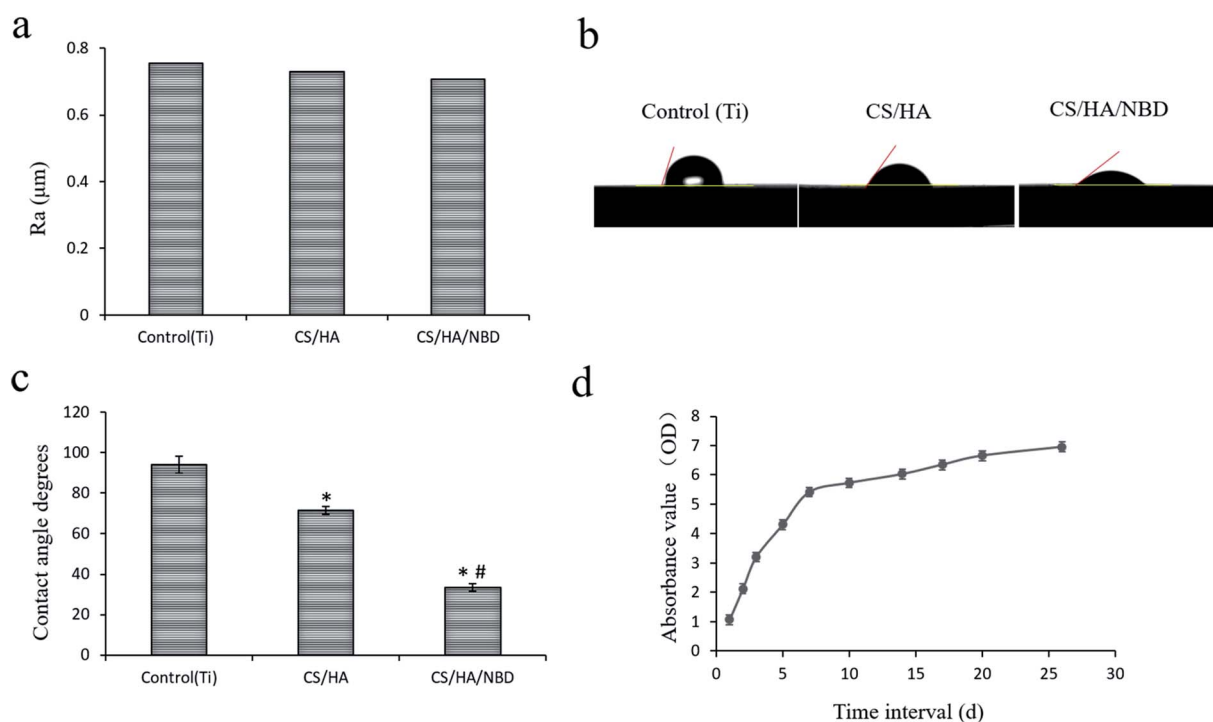 a
0.8
0.6
0.4
0.2
0
Ra (μm)
Control(Ti) CS/HA CS/HA/NBD
b
Control (Ti) CS/HA CS/HA/NBD
c
120
100
80
60
40
20
0
Contact angle degrees
*
* #
Control(Ti) CS/HA CS/HA/NBD
d
8
7
6
5
4
3
2
1
0
Absorbance value（OD）
0 5 10 15 20 25 30
Time interval (d)